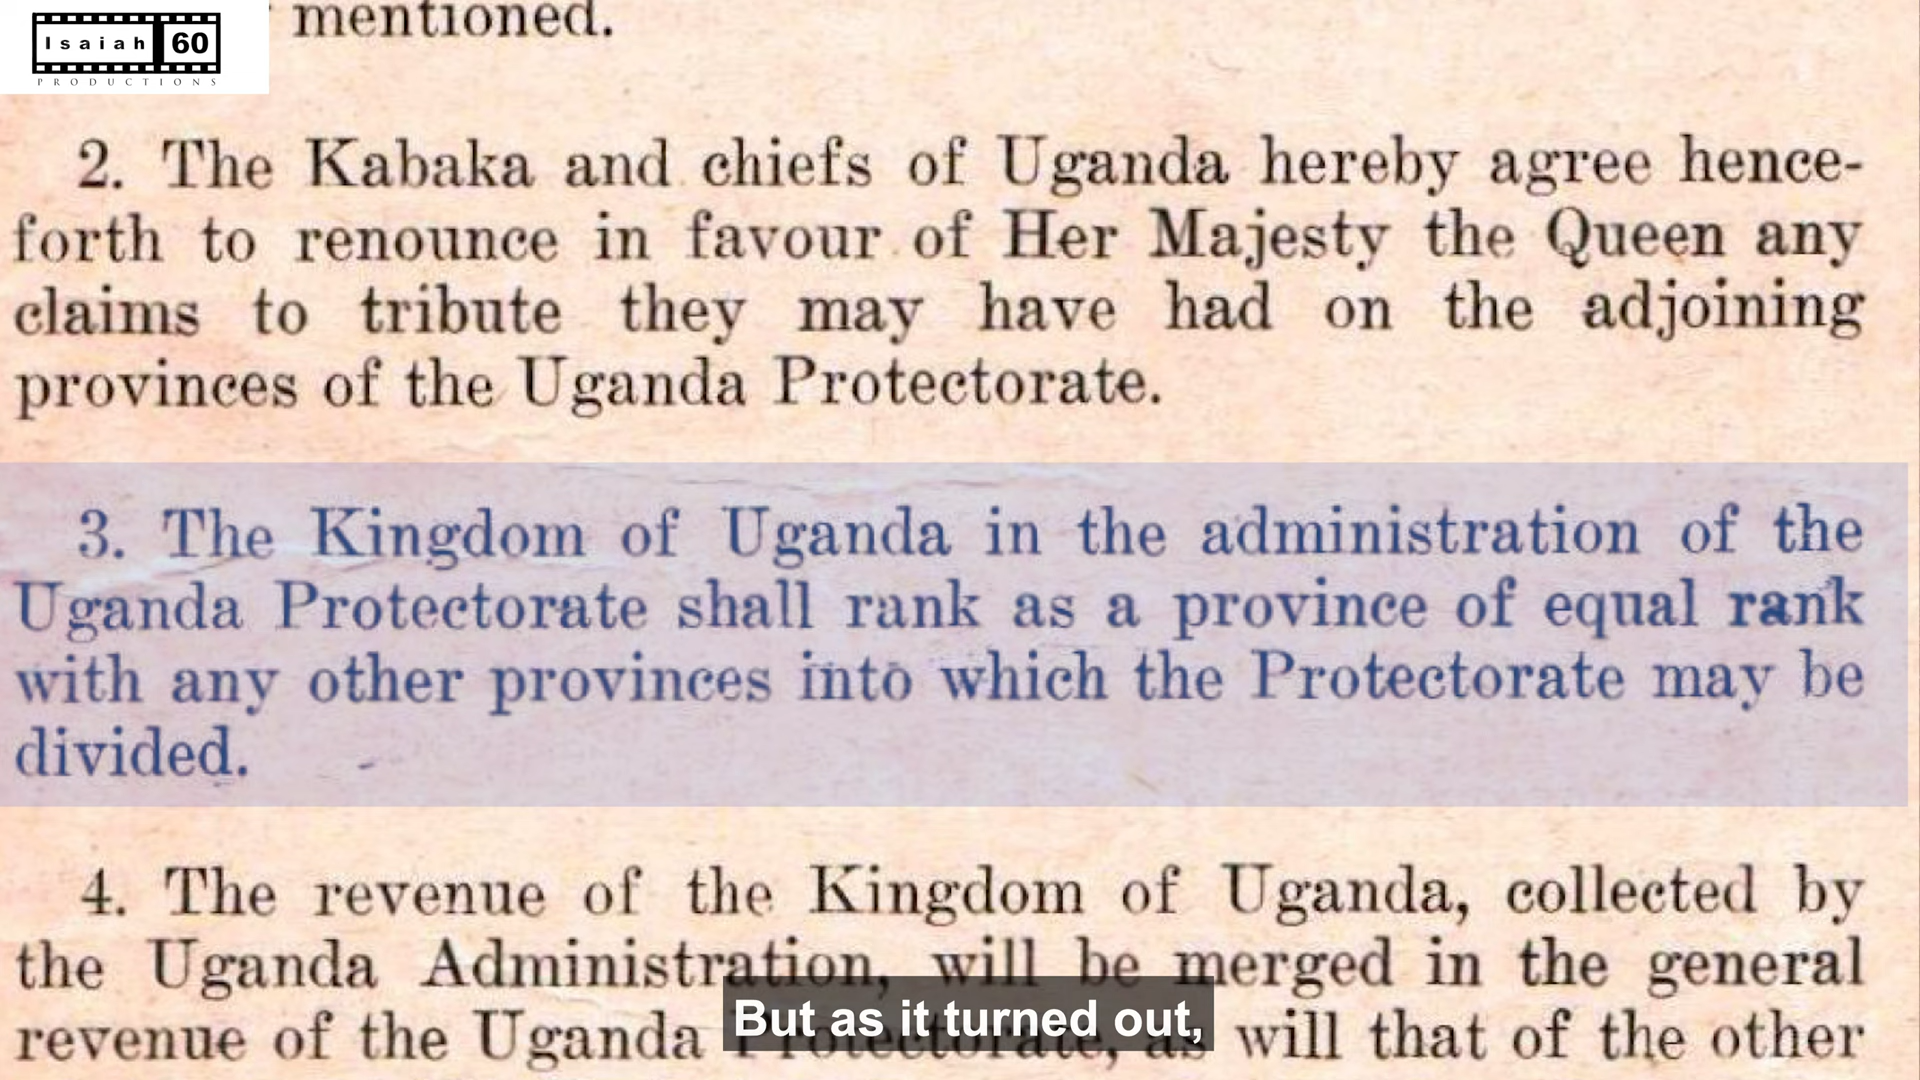 Isaiah 60
PRODUCTIONS
mentioned.
2. The Kabaka and chiefs of Uganda hereby agree hence-
forth to renounce in favour of Her Majesty the Queen any
claims to tribute they may have had on the adjoining
provinces of the Uganda Protectorate.
3. The Kingdom of Uganda in the administration of the
Uganda Protectorate shall rank as a province of equal rank
with any other provinces into which the Protectorate may be
divided.
4. The revenue of the Kingdom of Uganda, collected by
the Uganda Administration, will be merged in the general
revenue of the Uganda Protectorate, as will that of the other
But as it turned out,